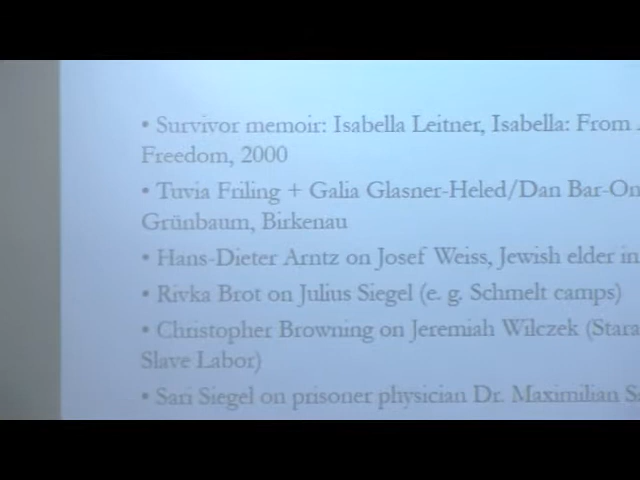 • Survivor memoir: Isabella Leitner, Isabella: From
Freedom, 2000
• Tuvia Friling + Galia Glasner-Heled/Dan Bar-On
Grünbaum, Birkenau
• Hans-Dieter Arntz on Josef Weiss, Jewish elder in
• Rivka Brot on Julius Siegel (e. g. Schmelt camps)
• Christopher Browning on Jeremiah Wilczek (Stara
Slave Labor)
• Sari Siegel on prisoner physician Dr. Maximilian